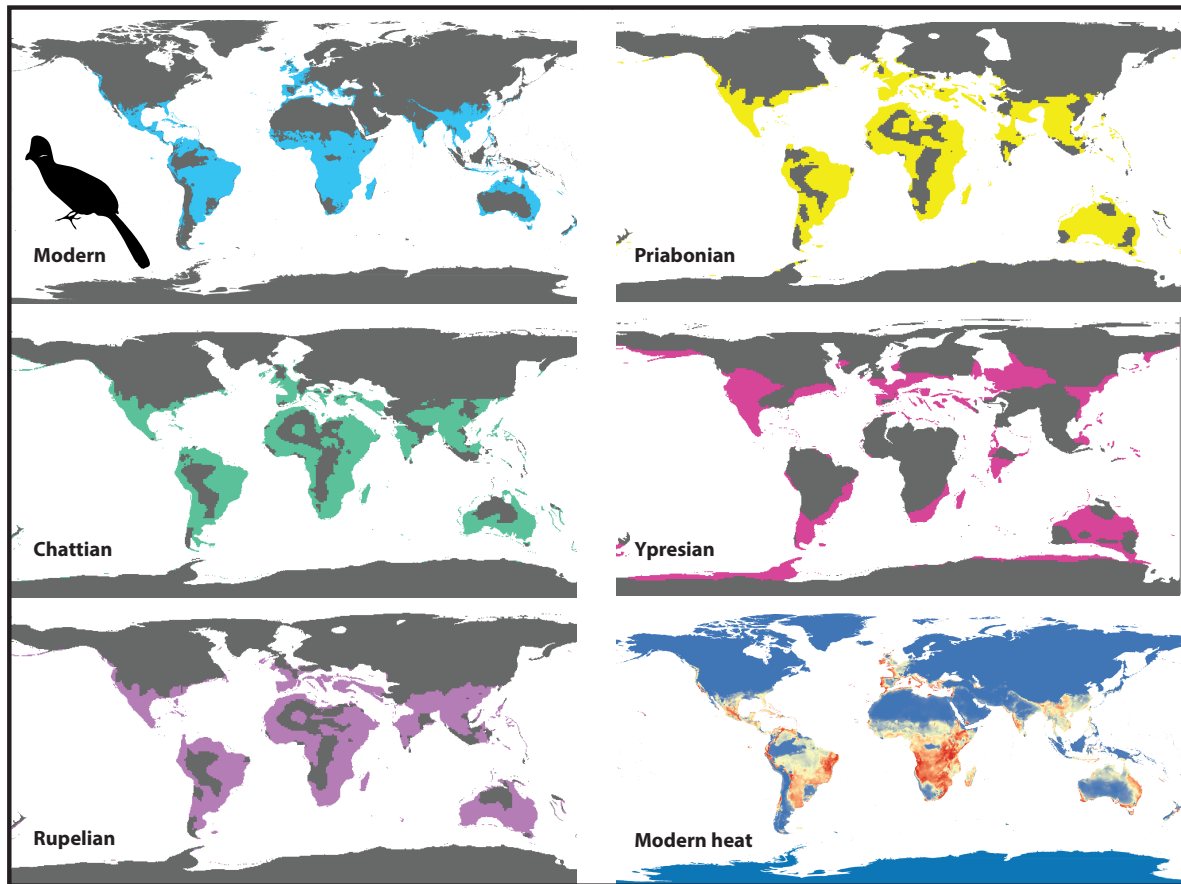 Modern
Priabonian
Chattian
Ypresian
Rupelian
Modern heat